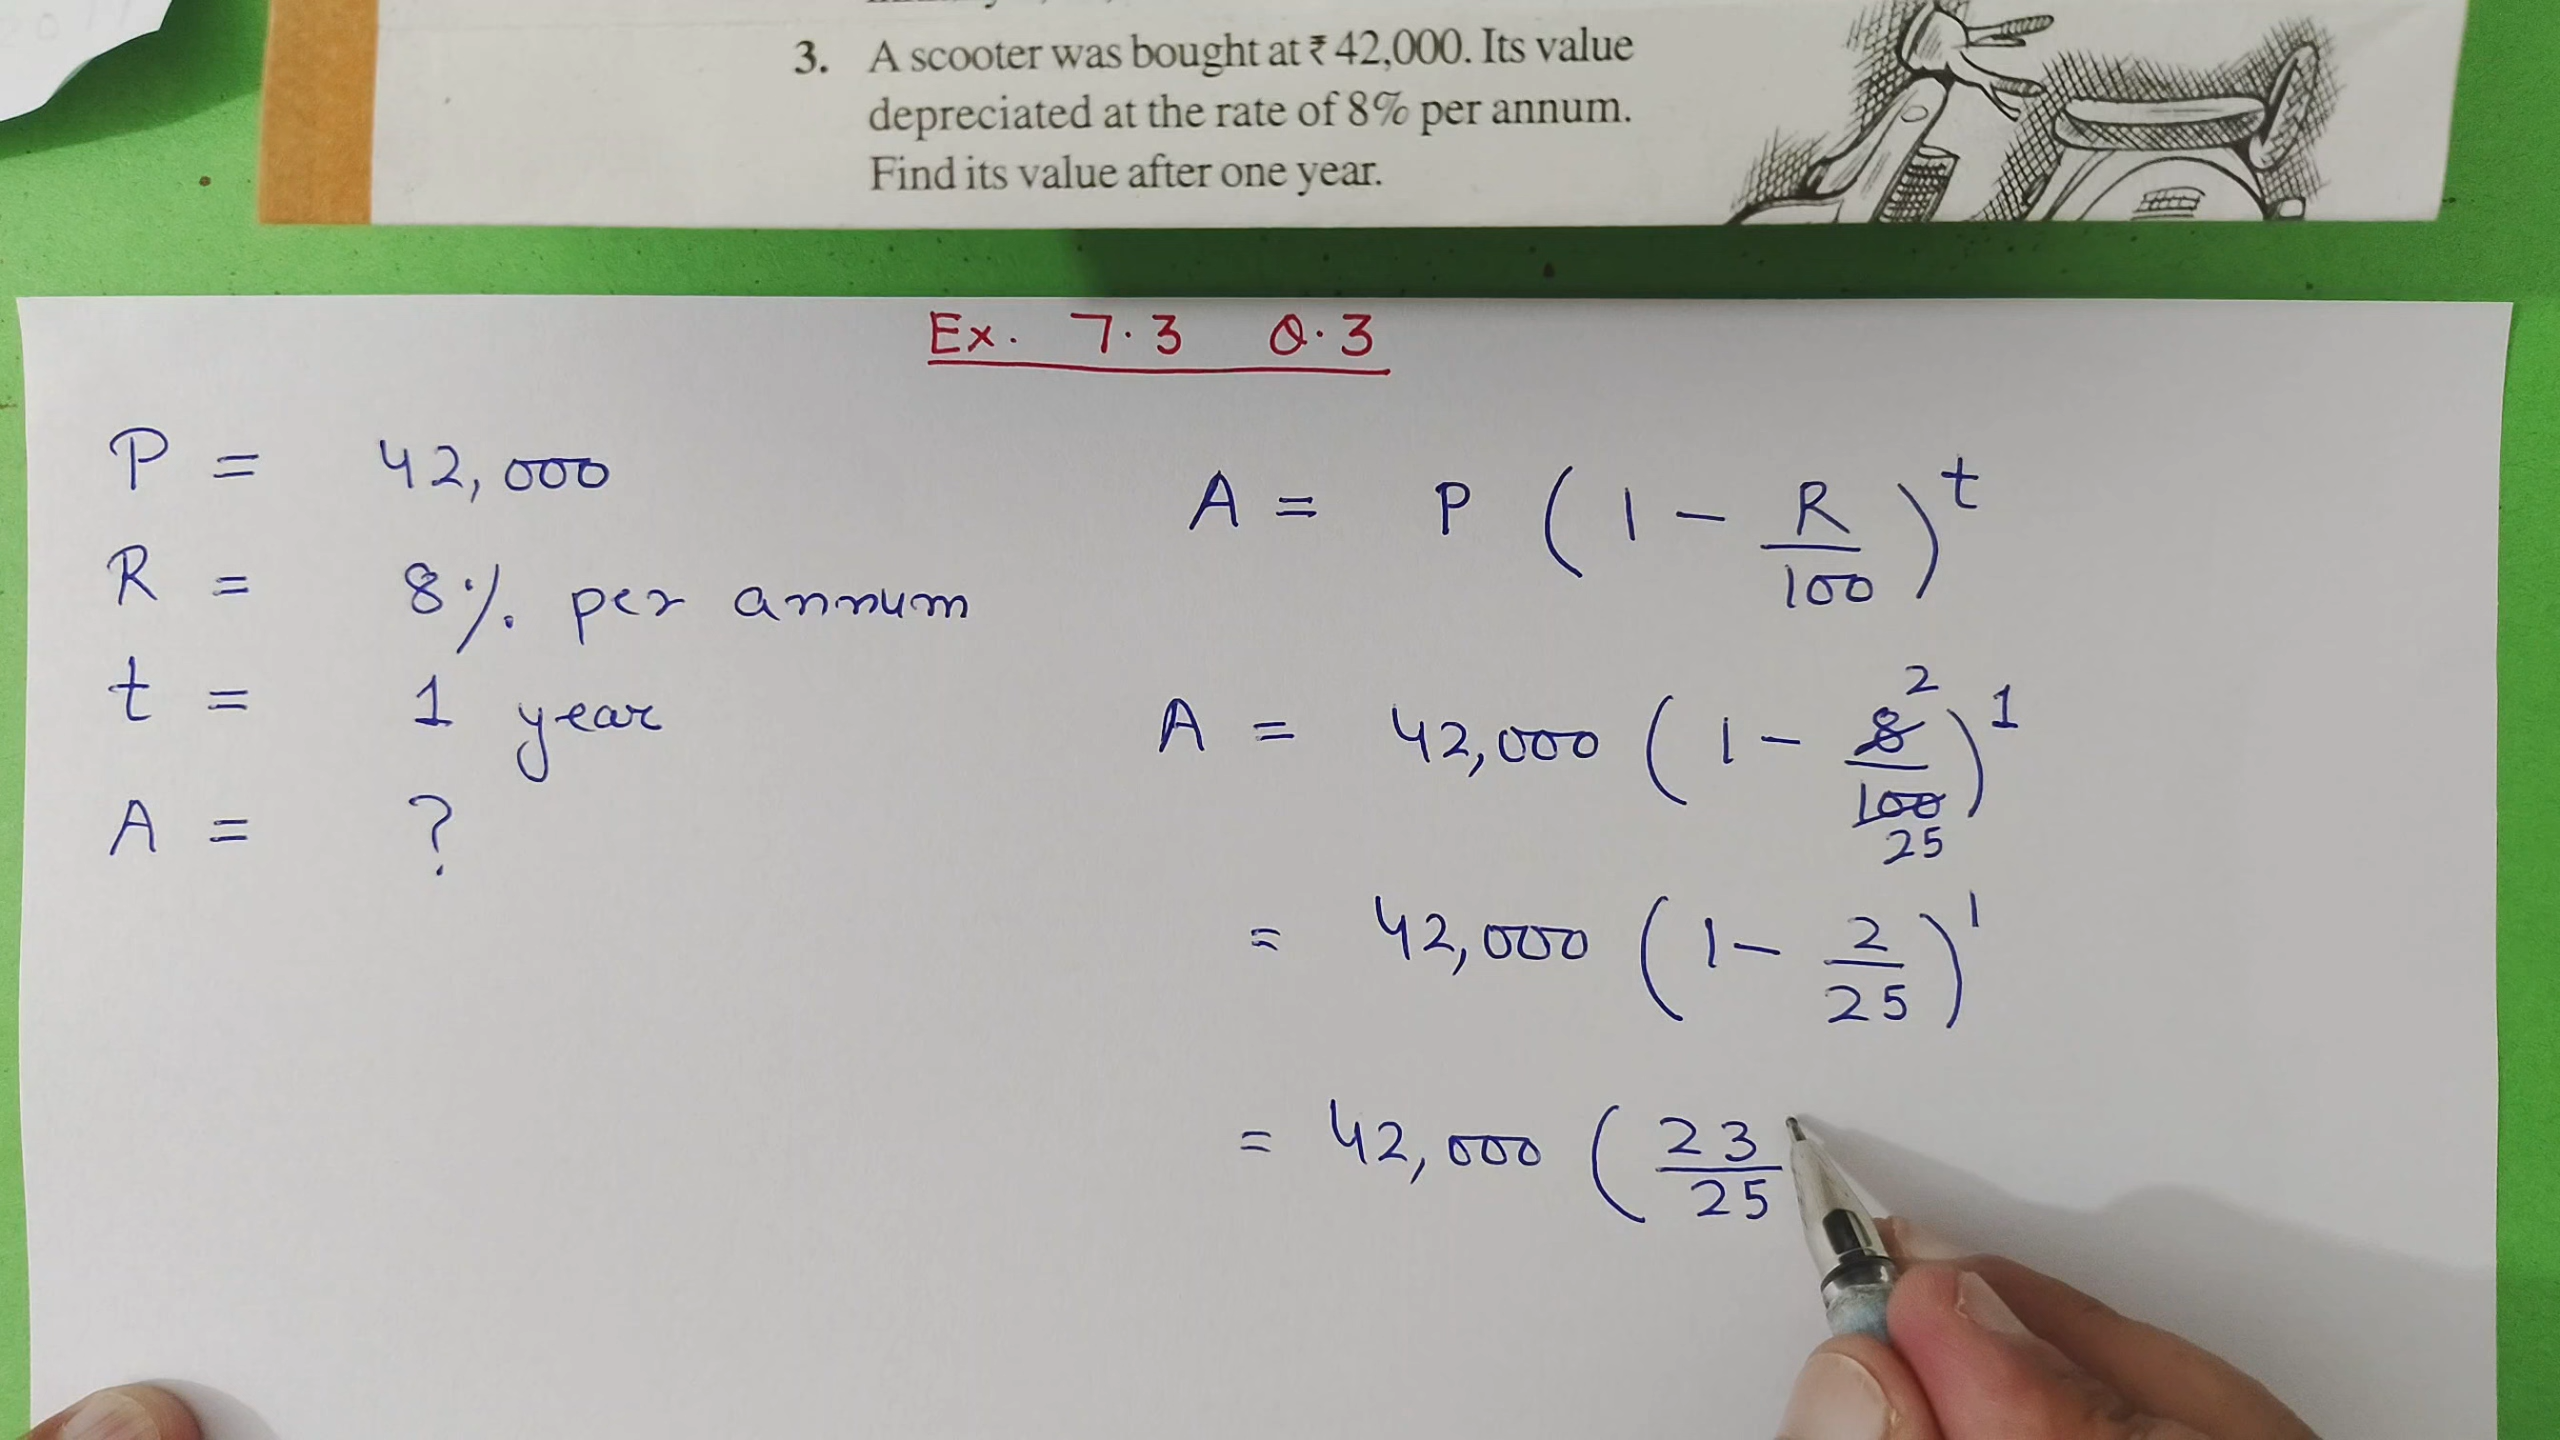 3. A scooter was bought at ₹ 42,000. Its value
depreciated at the rate of 8% per annum.
Find its value after one year.
Ex. 7.3 Q.3
P = 42,000
R = 8% per annum
t = 1 year
A = ?
A = P ( 1 - R/100 )^t
A = 42,000 ( 1 - 8/100 )^1
2
25
= 42,000 ( 1 - 2/25 )^1
= 42,000 ( 23/25